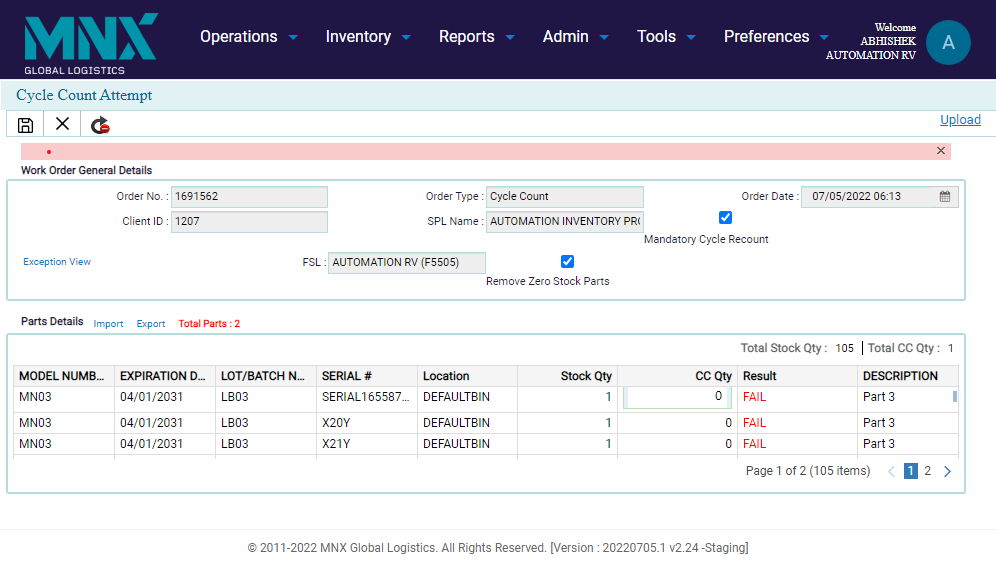 MNX
GLOBAL LOGISTICS
Operations Inventory Reports Admin Tools Preferences
Welcome
ABHISHEK
AUTOMATION RV
A
Cycle Count Attempt
Upload
Work Order General Details
Order No. : 1691562 Order Type : Cycle Count Order Date : 07/05/2022 06:13
Client ID : 1207 SPL Name : AUTOMATION INVENTORY PR
Mandatory Cycle Recount
Exception View FSL : AUTOMATION RV (F5505)
Remove Zero Stock Parts
Parts Details Import Export Total Parts : 2
Total Stock Qty : 105 Total CC Qty : 1
MODEL NUMB... EXPIRATION D... LOT/BATCH N... SERIAL # Location Stock Qty CC Qty Result DESCRIPTION
MN03 04/01/2031 LB03 SERIAL165587... DEFAULTBIN 1 0 FAIL Part 3
MN03 04/01/2031 LB03 X20Y DEFAULTBIN 1 0 FAIL Part 3
MN03 04/01/2031 LB03 X21Y DEFAULTBIN 1 0 FAIL Part 3
Page 1 of 2 (105 items) 1 2
© 2011-2022 MNX Global Logistics. All Rights Reserved. [Version : 20220705.1 v2.24 -Staging]